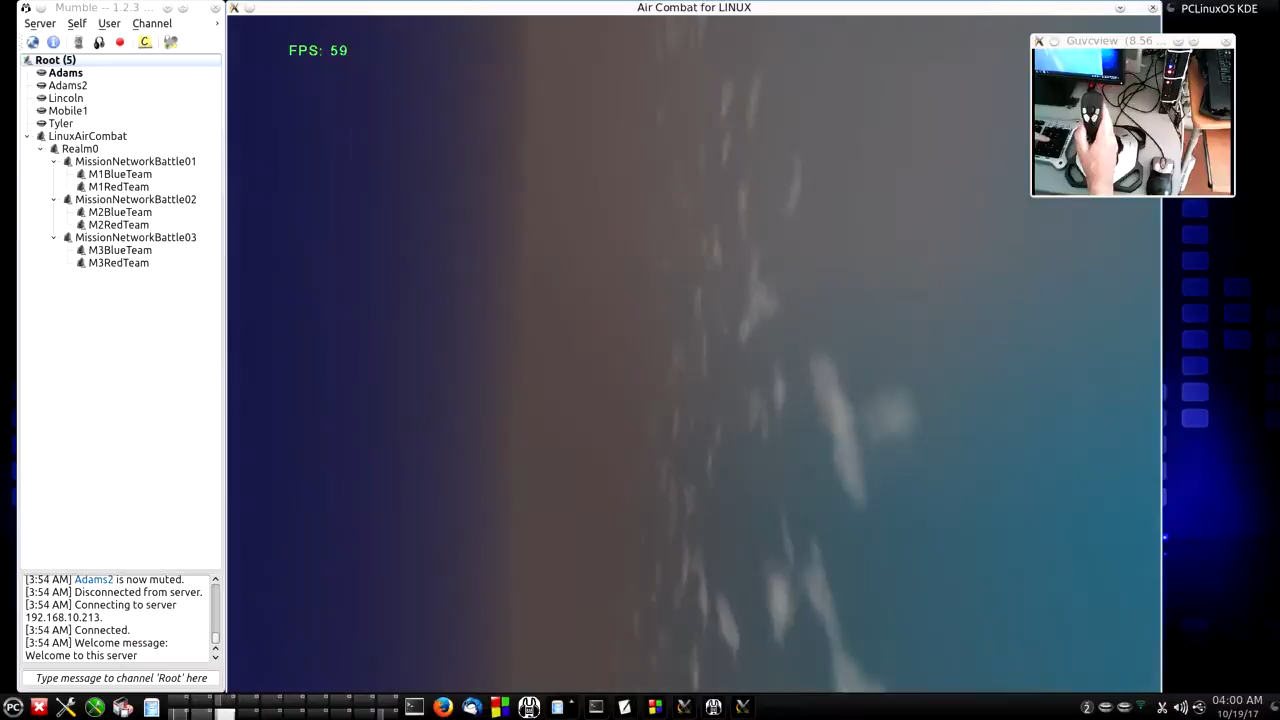 Mumble -- 1.2.3 ...
Server Self User Channel
Root (5)
Adams
Adams2
Lincoln
Mobile1
Tyler
LinuxAirCombat
Realm0
MissionNetworkBattle01
M1BlueTeam
M1RedTeam
MissionNetworkBattle02
M2BlueTeam
M2RedTeam
MissionNetworkBattle03
M3BlueTeam
M3RedTeam
[3:54 AM] Adams2 is now muted.
[3:54 AM] Disconnected from server.
[3:54 AM] Connecting to server
192.168.10.213.
[3:54 AM] Connected.
[3:54 AM] Welcome message:
Welcome to this server
Type message to channel 'Root' here
Air Combat for LINUX
FPS: 59
PCLinuxOS KDE
Guvcview (8.56 ...
PC
2
04:00 AM
10/19/17